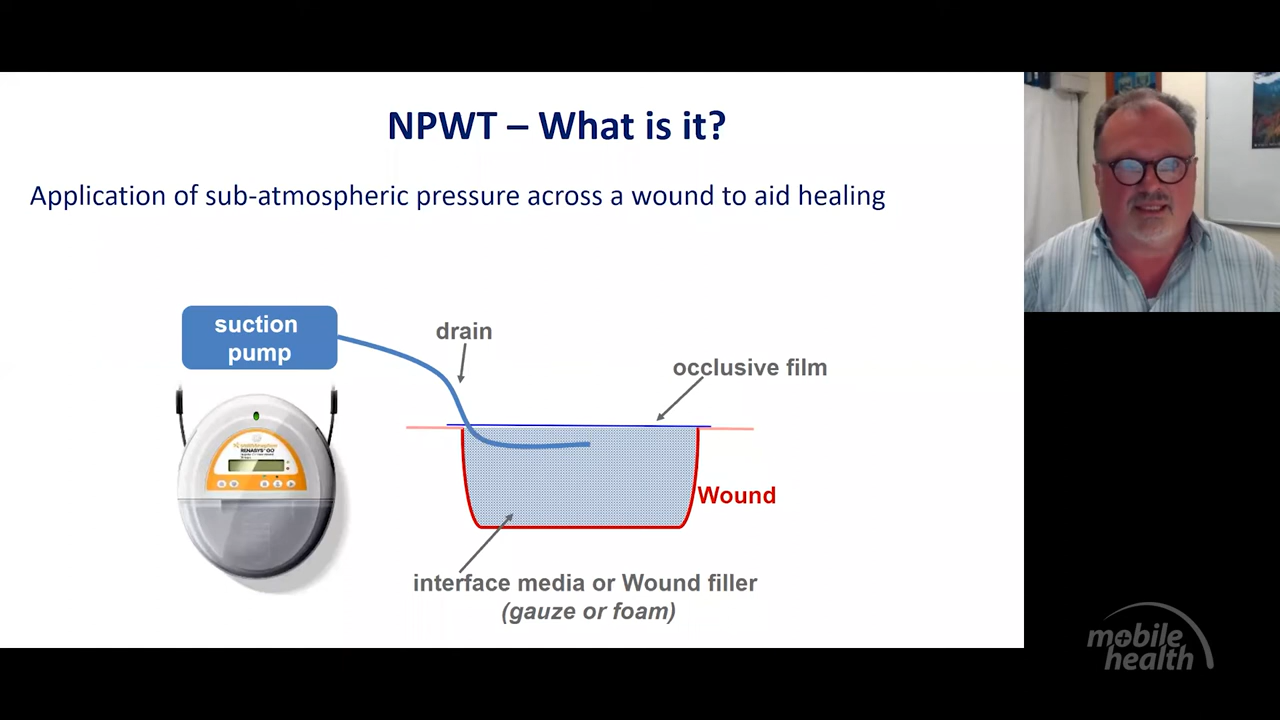 NPWT – What is it?
Application of sub-atmospheric pressure across a wound to aid healing
suction
pump
drain
occlusive film
RENASYS GO
Wound
interface media or Wound filler
(gauze or foam)
mobile
health